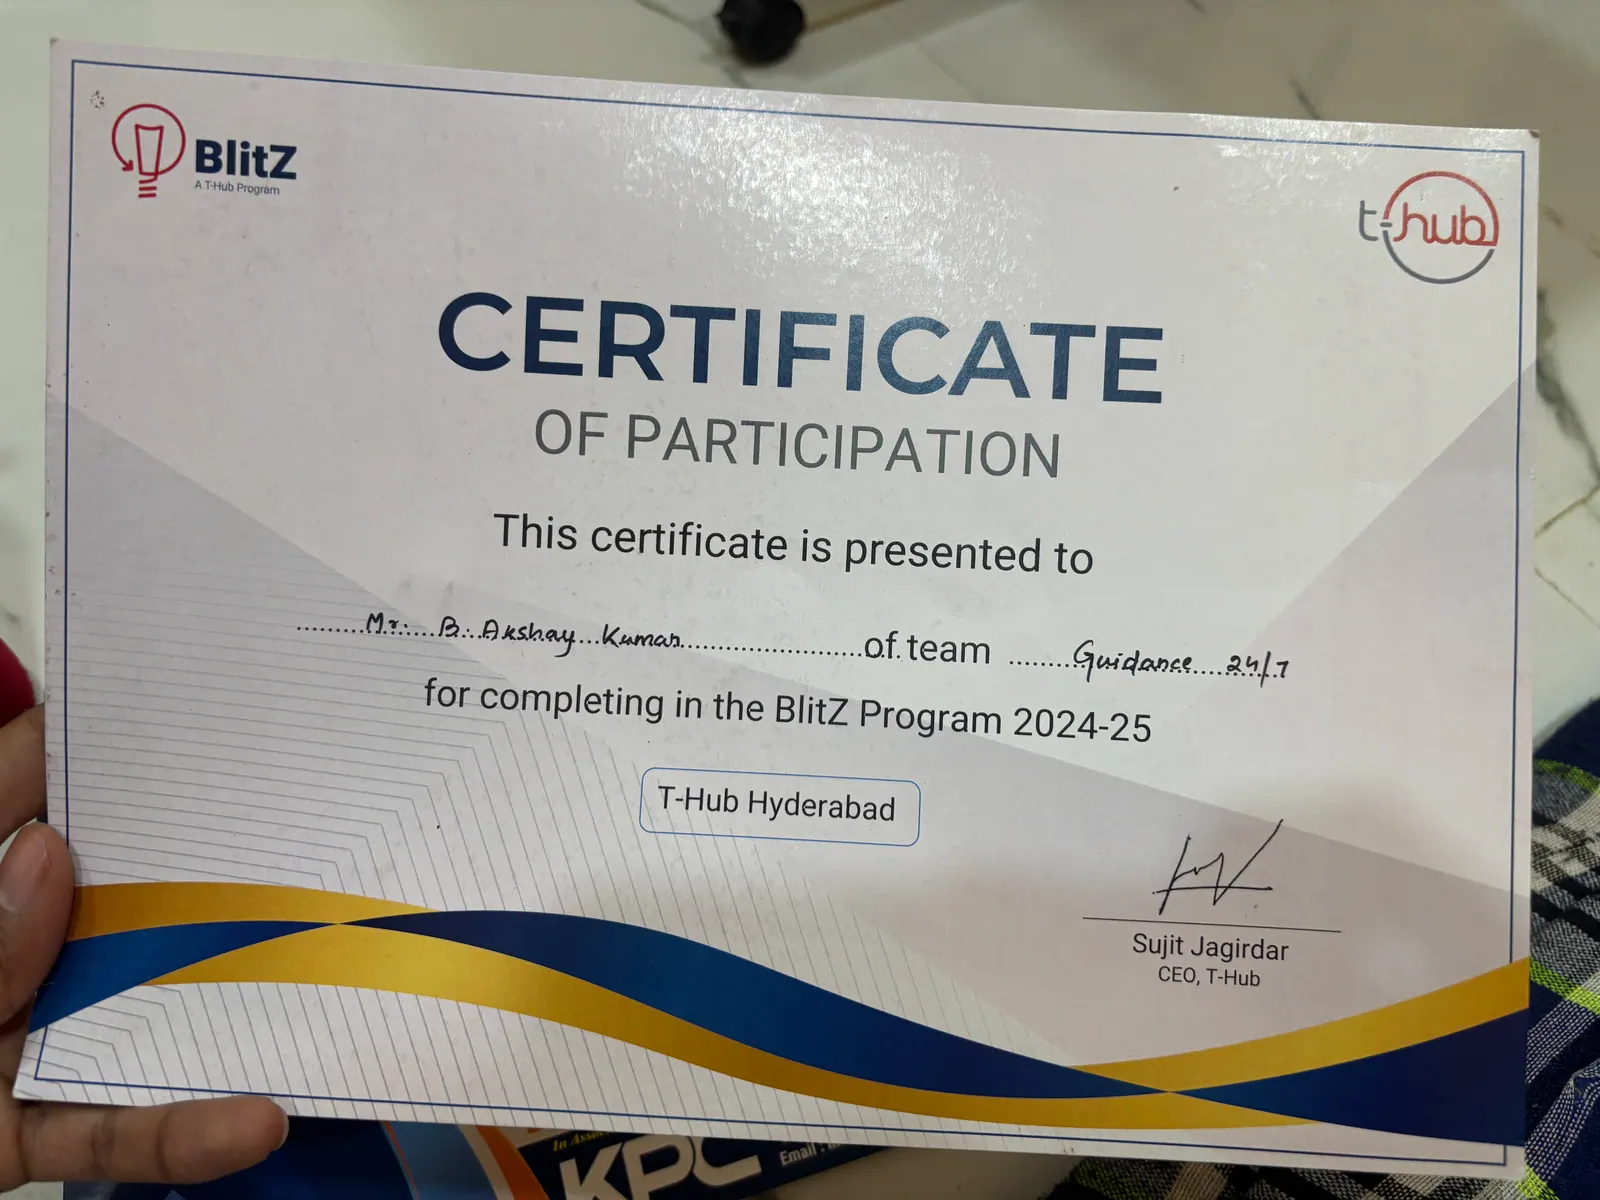 BlitZ
A T-Hub Program
t-hub
CERTIFICATE
OF PARTICIPATION
This certificate is presented to
Mr. B. Akshay Kumar of team Guidance 24/7
for completing in the BlitZ Program 2024-25
T-Hub Hyderabad
Sujit Jagirdar
CEO, T-Hub
In
KPC
Email :